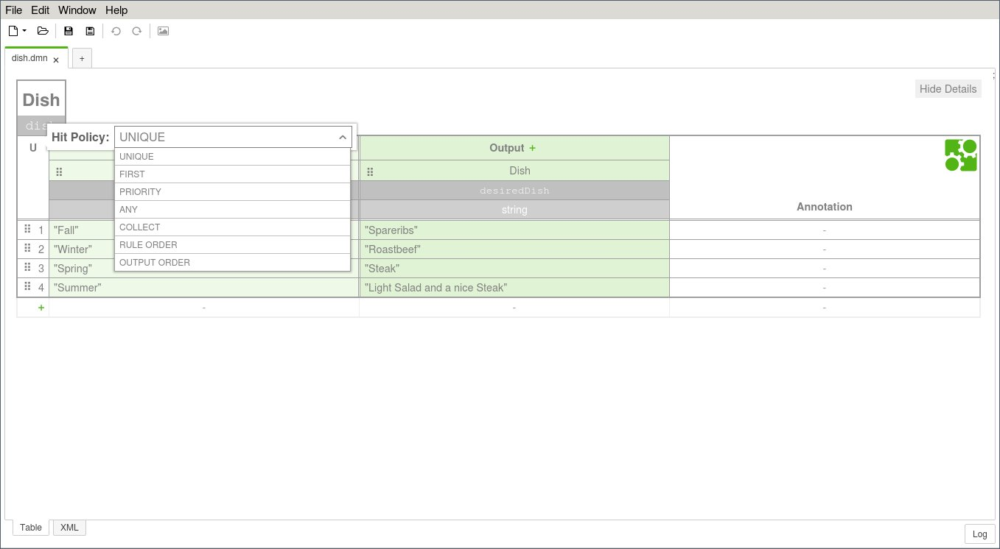 File Edit Window Help
dish.dmn x +
Dish
Hide Details
Hit Policy: UNIQUE
U
UNIQUE
FIRST
PRIORITY
ANY
COLLECT
RULE ORDER
OUTPUT ORDER
Output +
Dish
desiredDish
string
Annotation
1 "Fall" "Spareribs" -
2 "Winter" "Roastbeef" -
3 "Spring" "Steak" -
4 "Summer" "Light Salad and a nice Steak" -
+ - - -
Table XML
Log